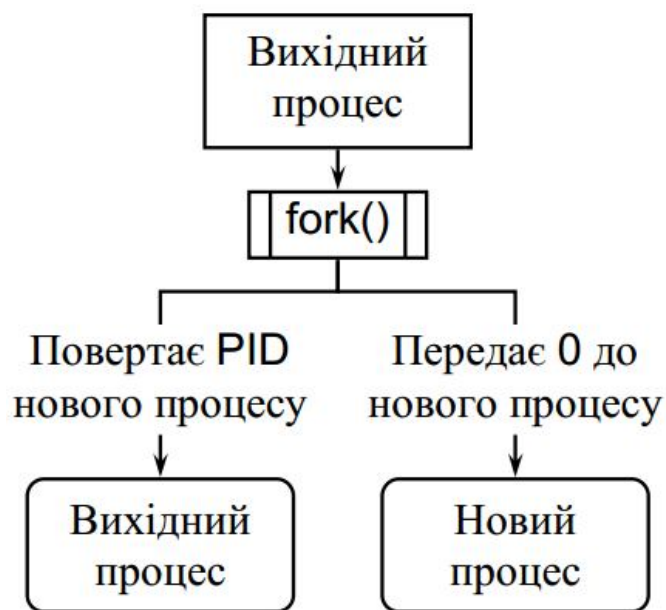 Вихідний
процес
fork()
Повертає PID
нового процесу
Передає 0 до
нового процесу
Вихідний
процес
Новий
процес